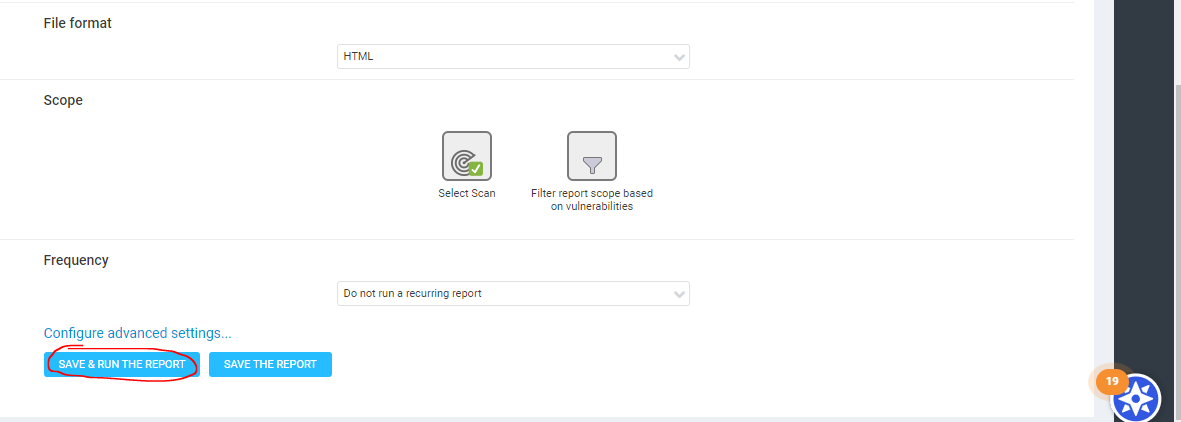 File format
HTML
Scope
Select Scan
Filter report scope based
on vulnerabilities
Frequency
Do not run a recurring report
Configure advanced settings...
SAVE & RUN THE REPORT
SAVE THE REPORT
19